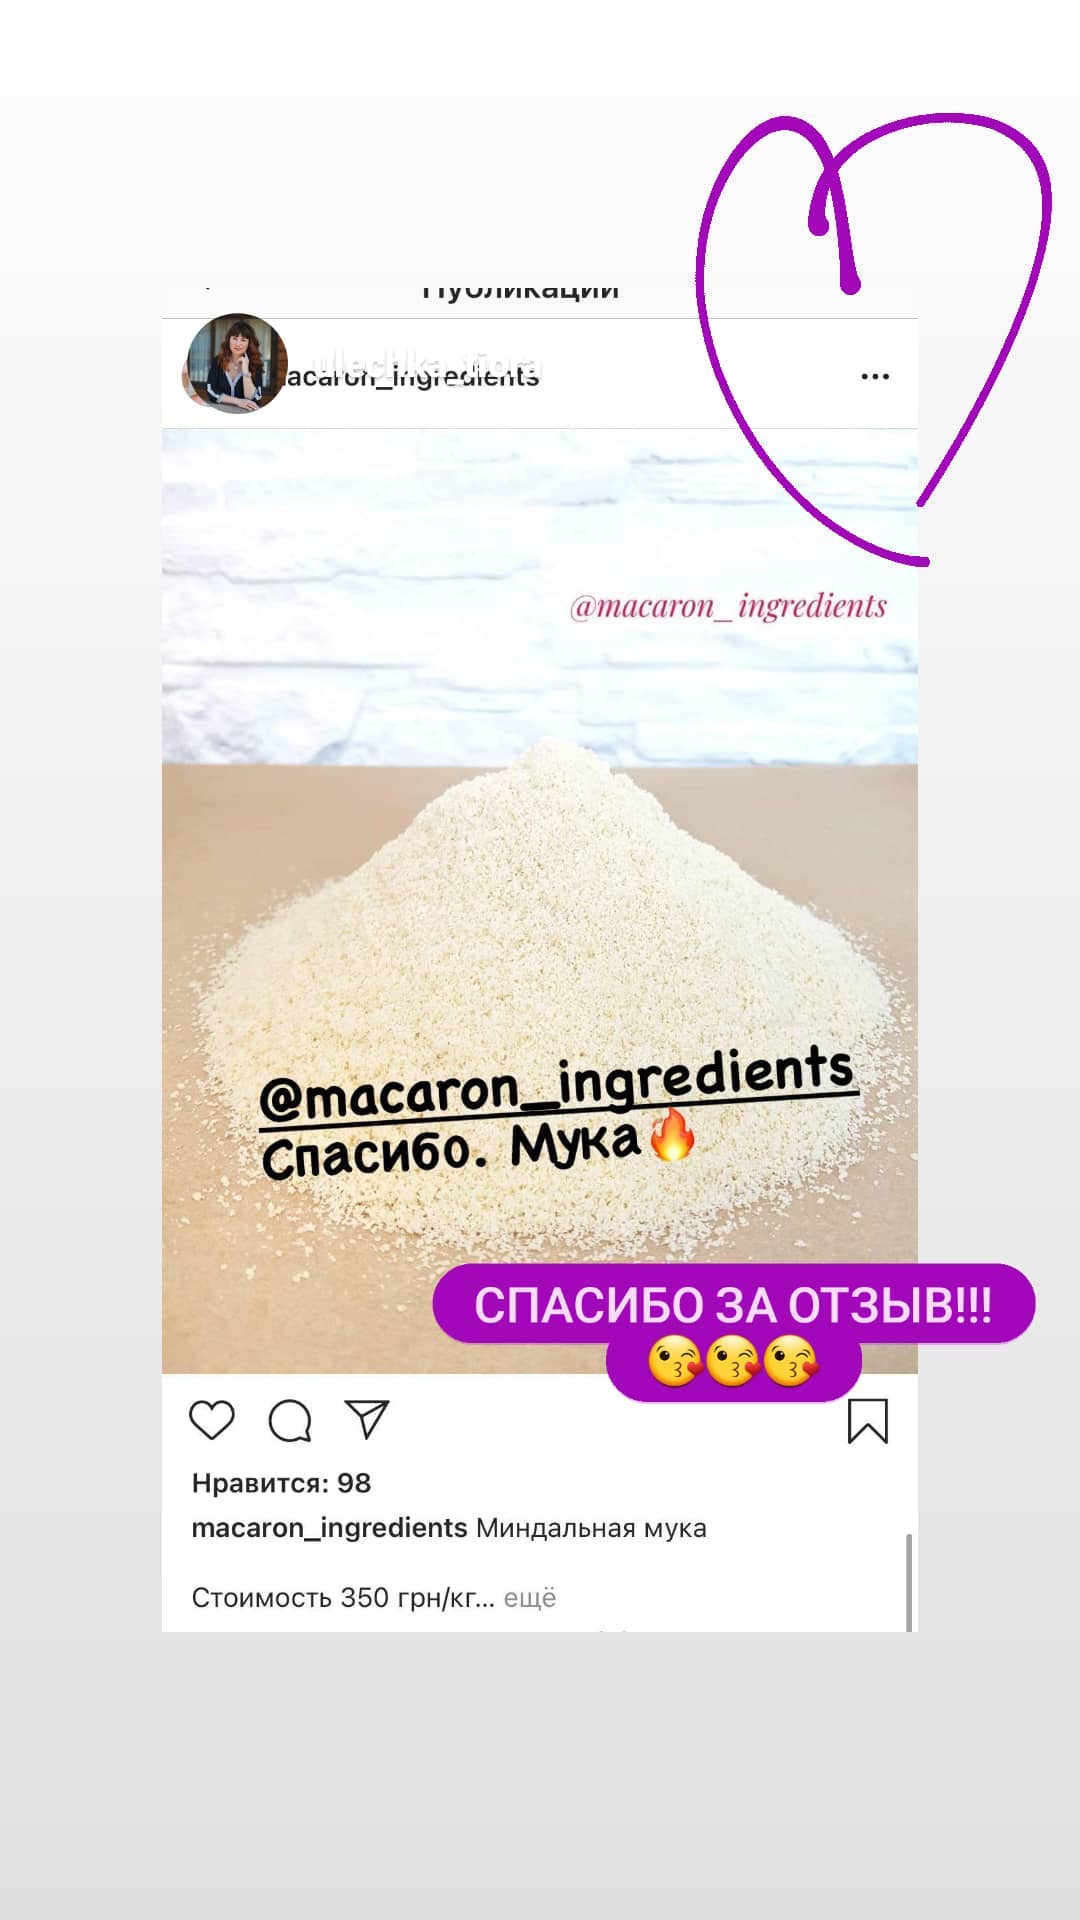 Публикации
ulechka_tiora
macaron_ingredients
@macaron_ingredients
@macaron_ingredients
Спасибо. Мука🔥
СПАСИБО ЗА ОТЗЫВ!!!
😘😘😘
Нравится: 98
macaron_ingredients Миндальная мука
Стоимость 350 грн/кг... ещё